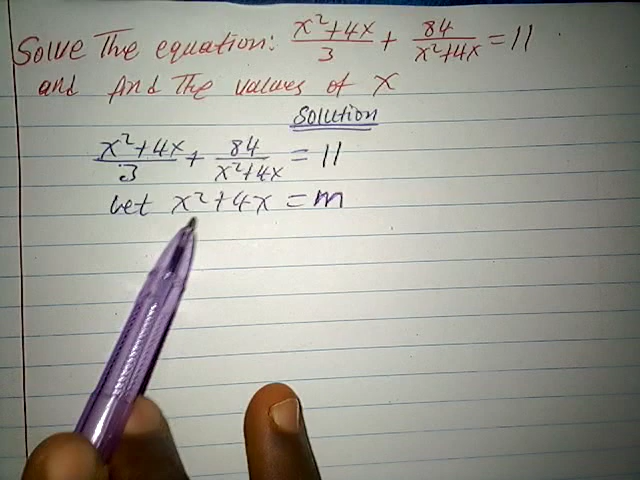 Solve The equation: x²+4x/3 + 84/x²+4x = 11
and find The values of x
Solution
x²+4x/3 + 84/x²+4x = 11
Let x²+4x = m